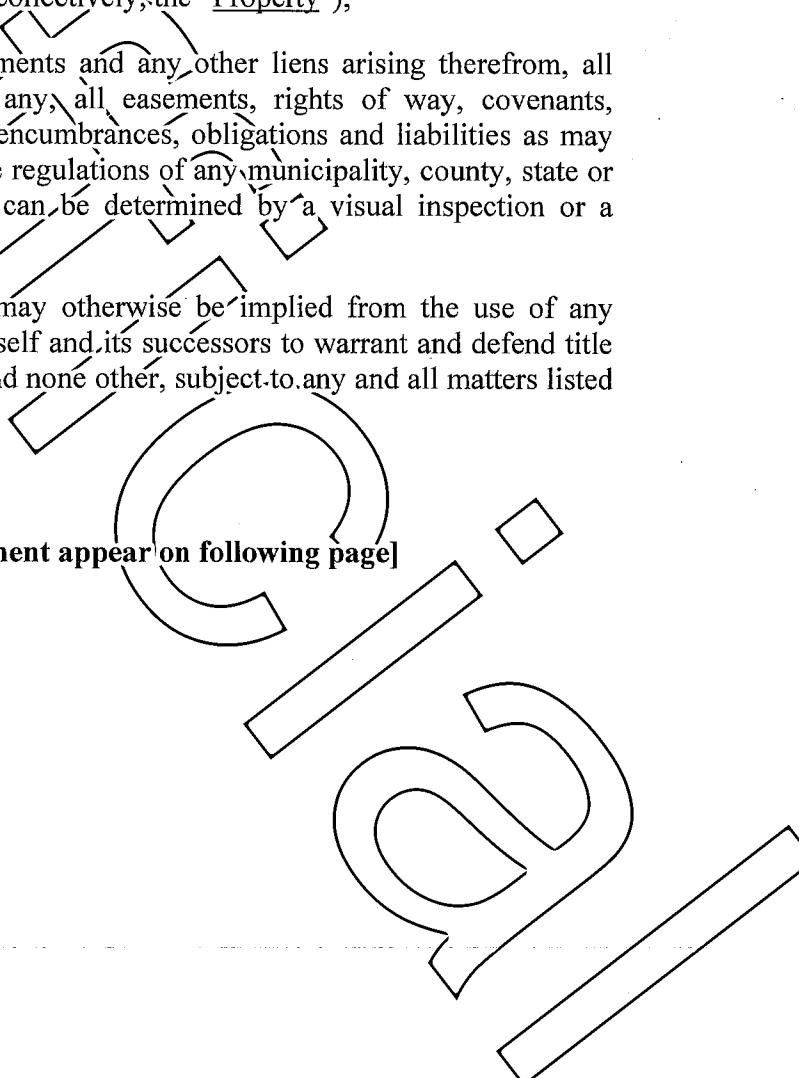 collectively, the "Property"),
ments and any other liens arising therefrom, all
any, all easements, rights of way, covenants,
encumbrances, obligations and liabilities as may
e regulations of any municipality, county, state or
can be determined by a visual inspection or a
may otherwise be implied from the use of any
self and its successors to warrant and defend title
d none other, subject to any and all matters listed
nent appear on following page]
icial